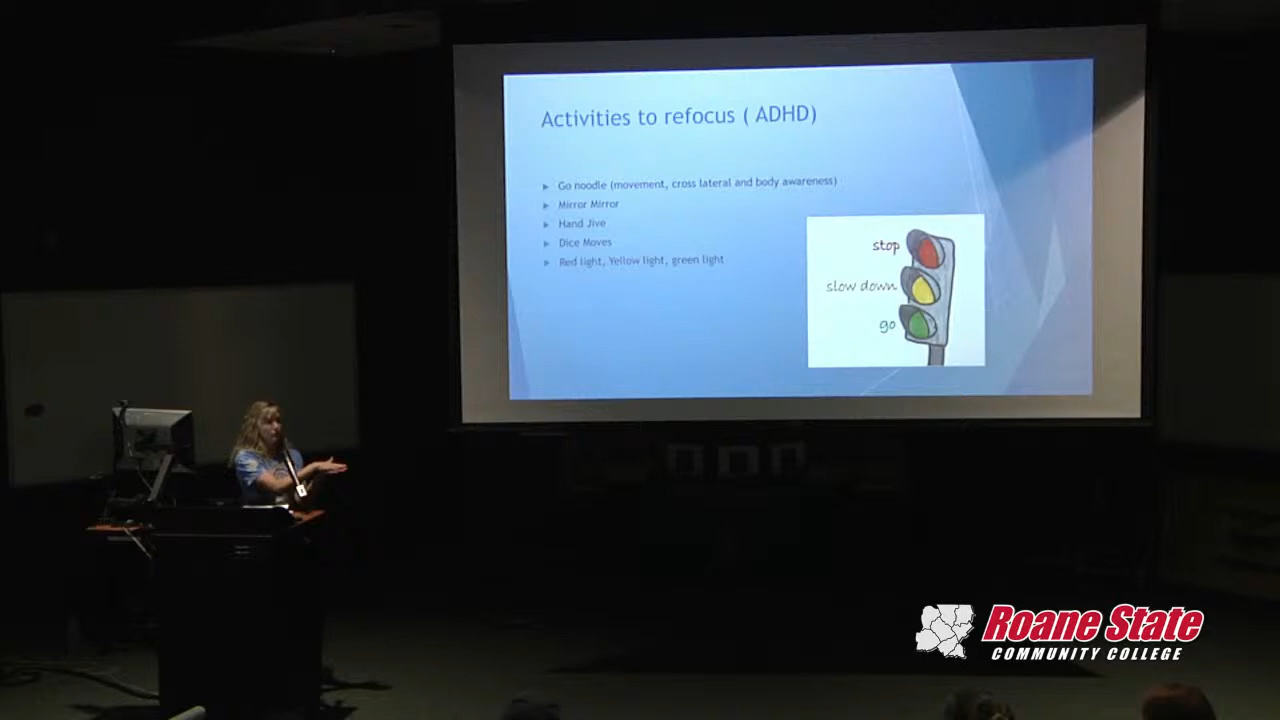 Activities to refocus ( ADHD)
Go noodle (movement, cross lateral and body awareness)
Mirror Mirror
Hand Jive
Dice Moves
Red light, Yellow light, green light
stop
slow down
go
Roane State
COMMUNITY COLLEGE